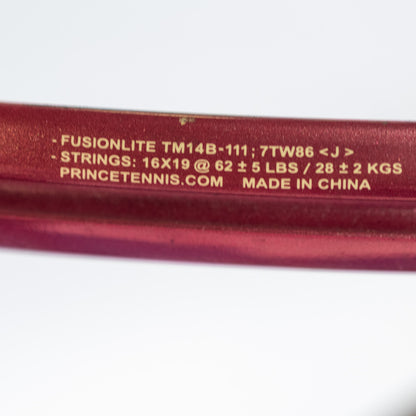 - FUSIONLITE TM14B-111; 7TW86 <J>
- STRINGS: 16X19 @ 62 ± 5 LBS / 28 ± 2 KGS
PRINCETENNIS.COM MADE IN CHINA